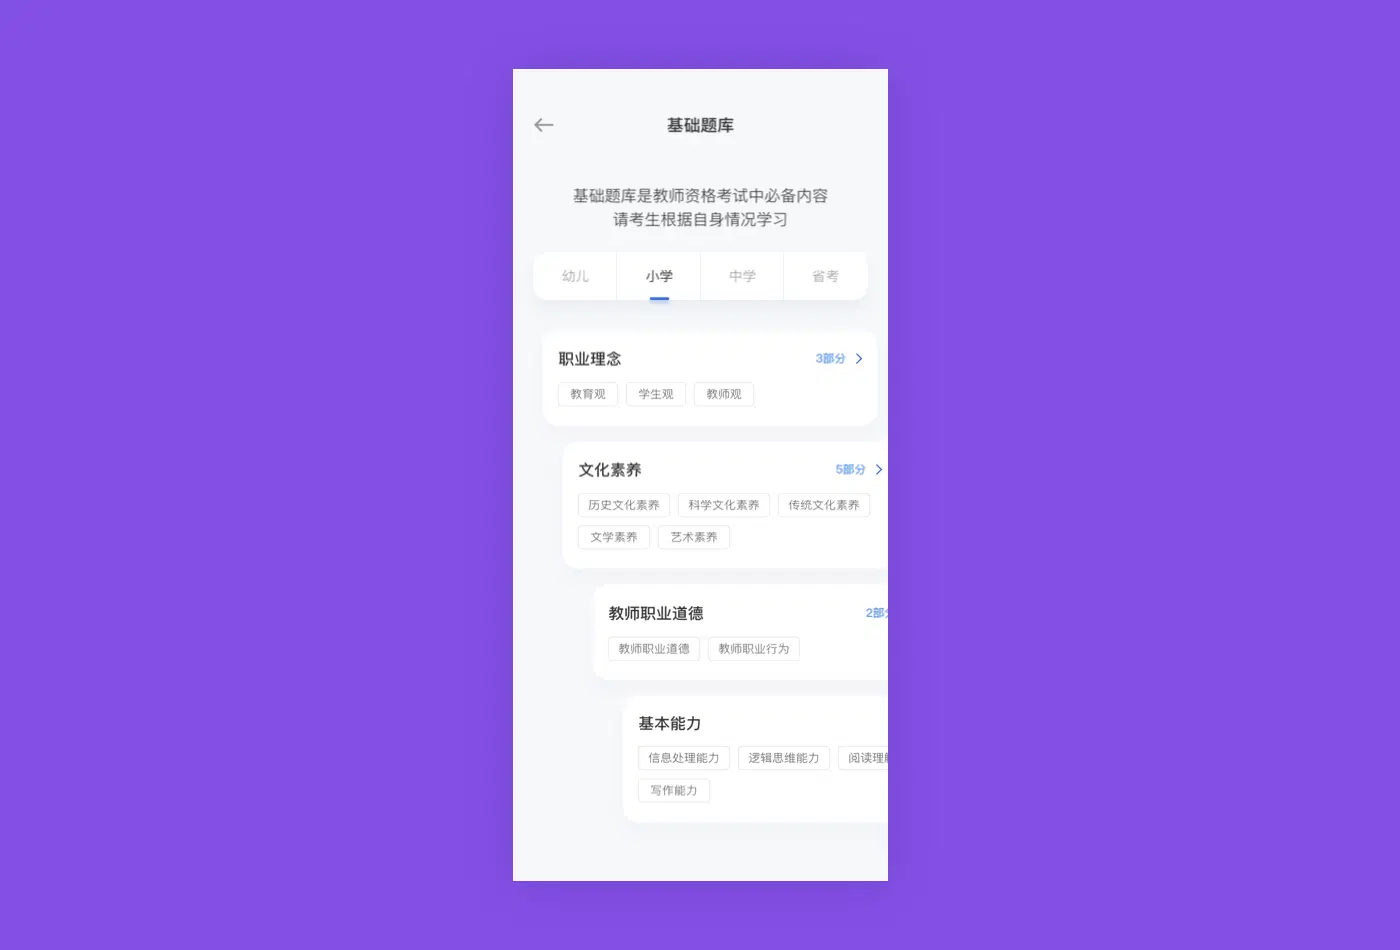 基础题库
基础题库是教师资格考试中必备内容
请考生根据自身情况学习
幼儿 小学 中学 省考
职业理念 3部分
教育观 学生观 教师观
文化素养 5部分
历史文化素养 科学文化素养 传统文化素养
文学素养 艺术素养
教师职业道德 2部
教师职业道德 教师职业行为
基本能力
信息处理能力 逻辑思维能力 阅读理
写作能力